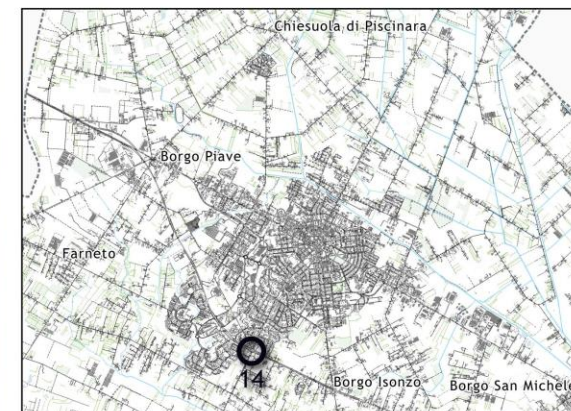 Chiesuola di Piscinara
Borgo Piave
Farneto
14
Borgo Isonzo
Borgo San Michele